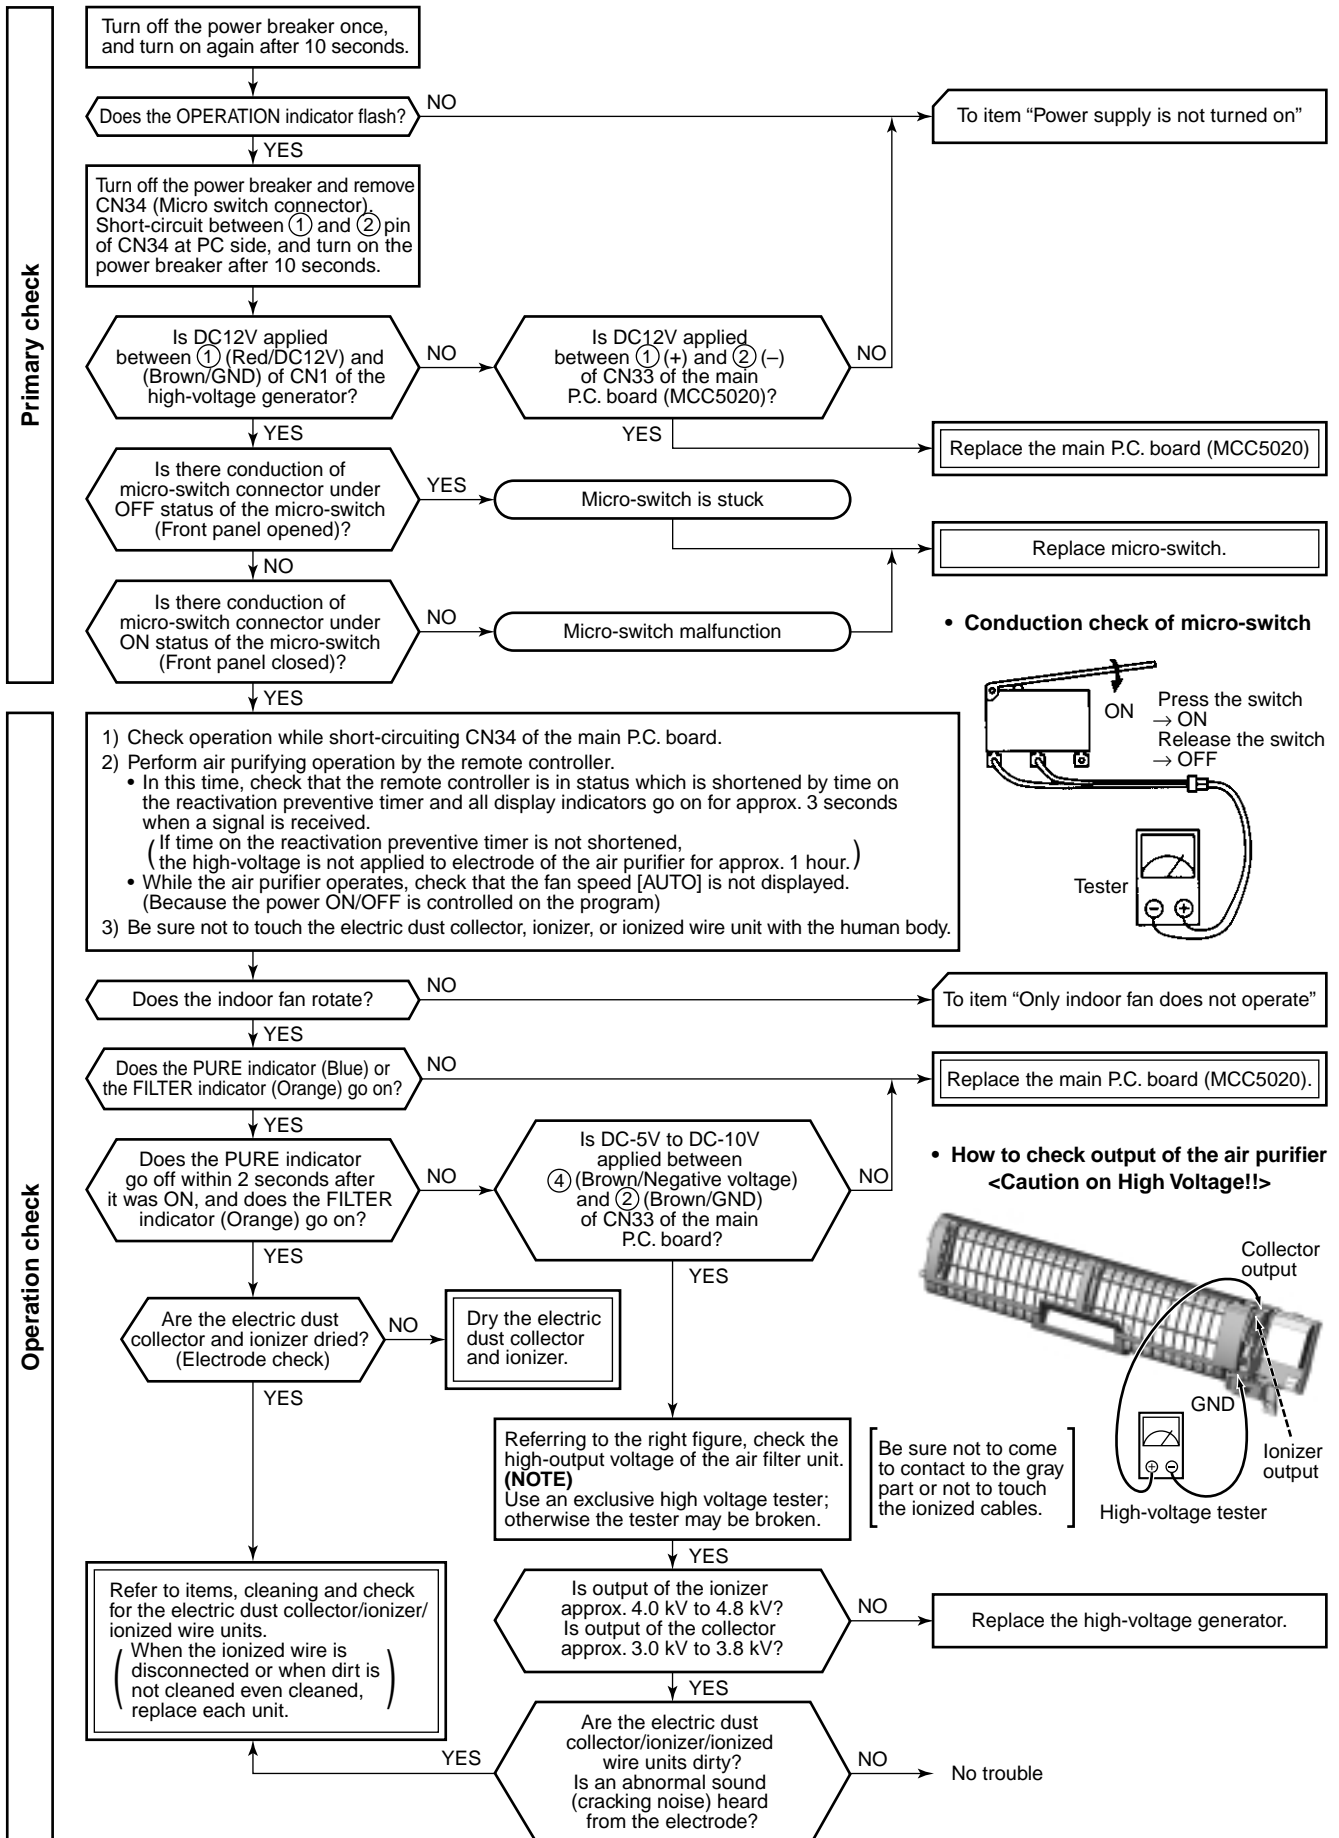 Primary check
Turn off the power breaker once,
and turn on again after 10 seconds.
Does the OPERATION indicator flash?
NO
To item “Power supply is not turned on”
YES
Turn off the power breaker and remove
CN34 (Micro switch connector).
Short-circuit between ① and ② pin
of CN34 at PC side, and turn on the
power breaker after 10 seconds.
Is DC12V applied
between ① (Red/DC12V) and
(Brown/GND) of CN1 of the
high-voltage generator?
NO
Is DC12V applied
between ① (+) and ② (–)
of CN33 of the main
P.C. board (MCC5020)?
NO
YES
YES
Replace the main P.C. board (MCC5020)
Is there conduction of
micro-switch connector under
OFF status of the micro-switch
(Front panel opened)?
YES
Micro-switch is stuck
Replace micro-switch.
NO
Is there conduction of
micro-switch connector under
ON status of the micro-switch
(Front panel closed)?
NO
Micro-switch malfunction
YES
• Conduction check of micro-switch
ON
Press the switch
→ ON
Release the switch
→ OFF
Tester
⊖ ⊕
Operation check
1) Check operation while short-circuiting CN34 of the main P.C. board.
2) Perform air purifying operation by the remote controller.
• In this time, check that the remote controller is in status which is shortened by time on
the reactivation preventive timer and all display indicators go on for approx. 3 seconds
when a signal is received.
(If time on the reactivation preventive timer is not shortened,
the high-voltage is not applied to electrode of the air purifier for approx. 1 hour.)
• While the air purifier operates, check that the fan speed [AUTO] is not displayed.
(Because the power ON/OFF is controlled on the program)
3) Be sure not to touch the electric dust collector, ionizer, or ionized wire unit with the human body.
Does the indoor fan rotate?
NO
To item “Only indoor fan does not operate”
YES
Does the PURE indicator (Blue) or
the FILTER indicator (Orange) go on?
NO
Replace the main P.C. board (MCC5020).
YES
Does the PURE indicator
go off within 2 seconds after
it was ON, and does the FILTER
indicator (Orange) go on?
NO
Is DC-5V to DC-10V
applied between
④ (Brown/Negative voltage)
and ② (Brown/GND)
of CN33 of the main
P.C. board?
NO
YES
YES
• How to check output of the air purifier
<Caution on High Voltage!!>
Collector
output
GND
Ionizer
output
⊕ ⊖
High-voltage tester
Are the electric dust
collector and ionizer dried?
(Electrode check)
NO
Dry the electric
dust collector
and ionizer.
YES
Referring to the right figure, check the
high-output voltage of the air filter unit.
(NOTE)
Use an exclusive high voltage tester;
otherwise the tester may be broken.
[Be sure not to come
to contact to the gray
part or not to touch
the ionized cables.]
YES
Refer to items, cleaning and check
for the electric dust collector/ionizer/
ionized wire units.
(When the ionized wire is
disconnected or when dirt is
not cleaned even cleaned,
replace each unit.)
Is output of the ionizer
approx. 4.0 kV to 4.8 kV?
Is output of the collector
approx. 3.0 kV to 3.8 kV?
NO
Replace the high-voltage generator.
YES
Are the electric dust
collector/ionizer/ionized
wire units dirty?
Is an abnormal sound
(cracking noise) heard
from the electrode?
YES
NO
No trouble